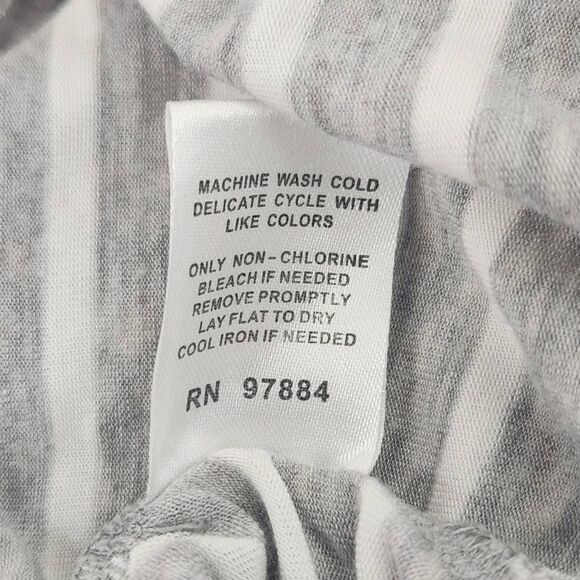 MACHINE WASH COLD
DELICATE CYCLE WITH
LIKE COLORS
ONLY NON-CHLORINE
BLEACH IF NEEDED
REMOVE PROMPTLY
LAY FLAT TO DRY
COOL IRON IF NEEDED
RN 97884